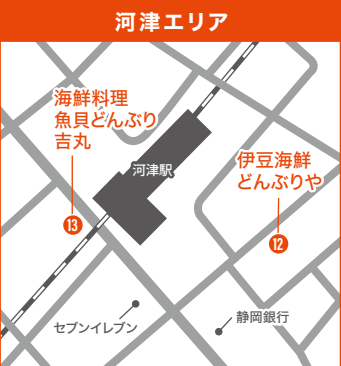 河津エリア
海鮮料理
魚貝どんぶり
吉丸
河津駅
伊豆海鮮
どんぶりや
13
12
静岡銀行
セブンイレブン